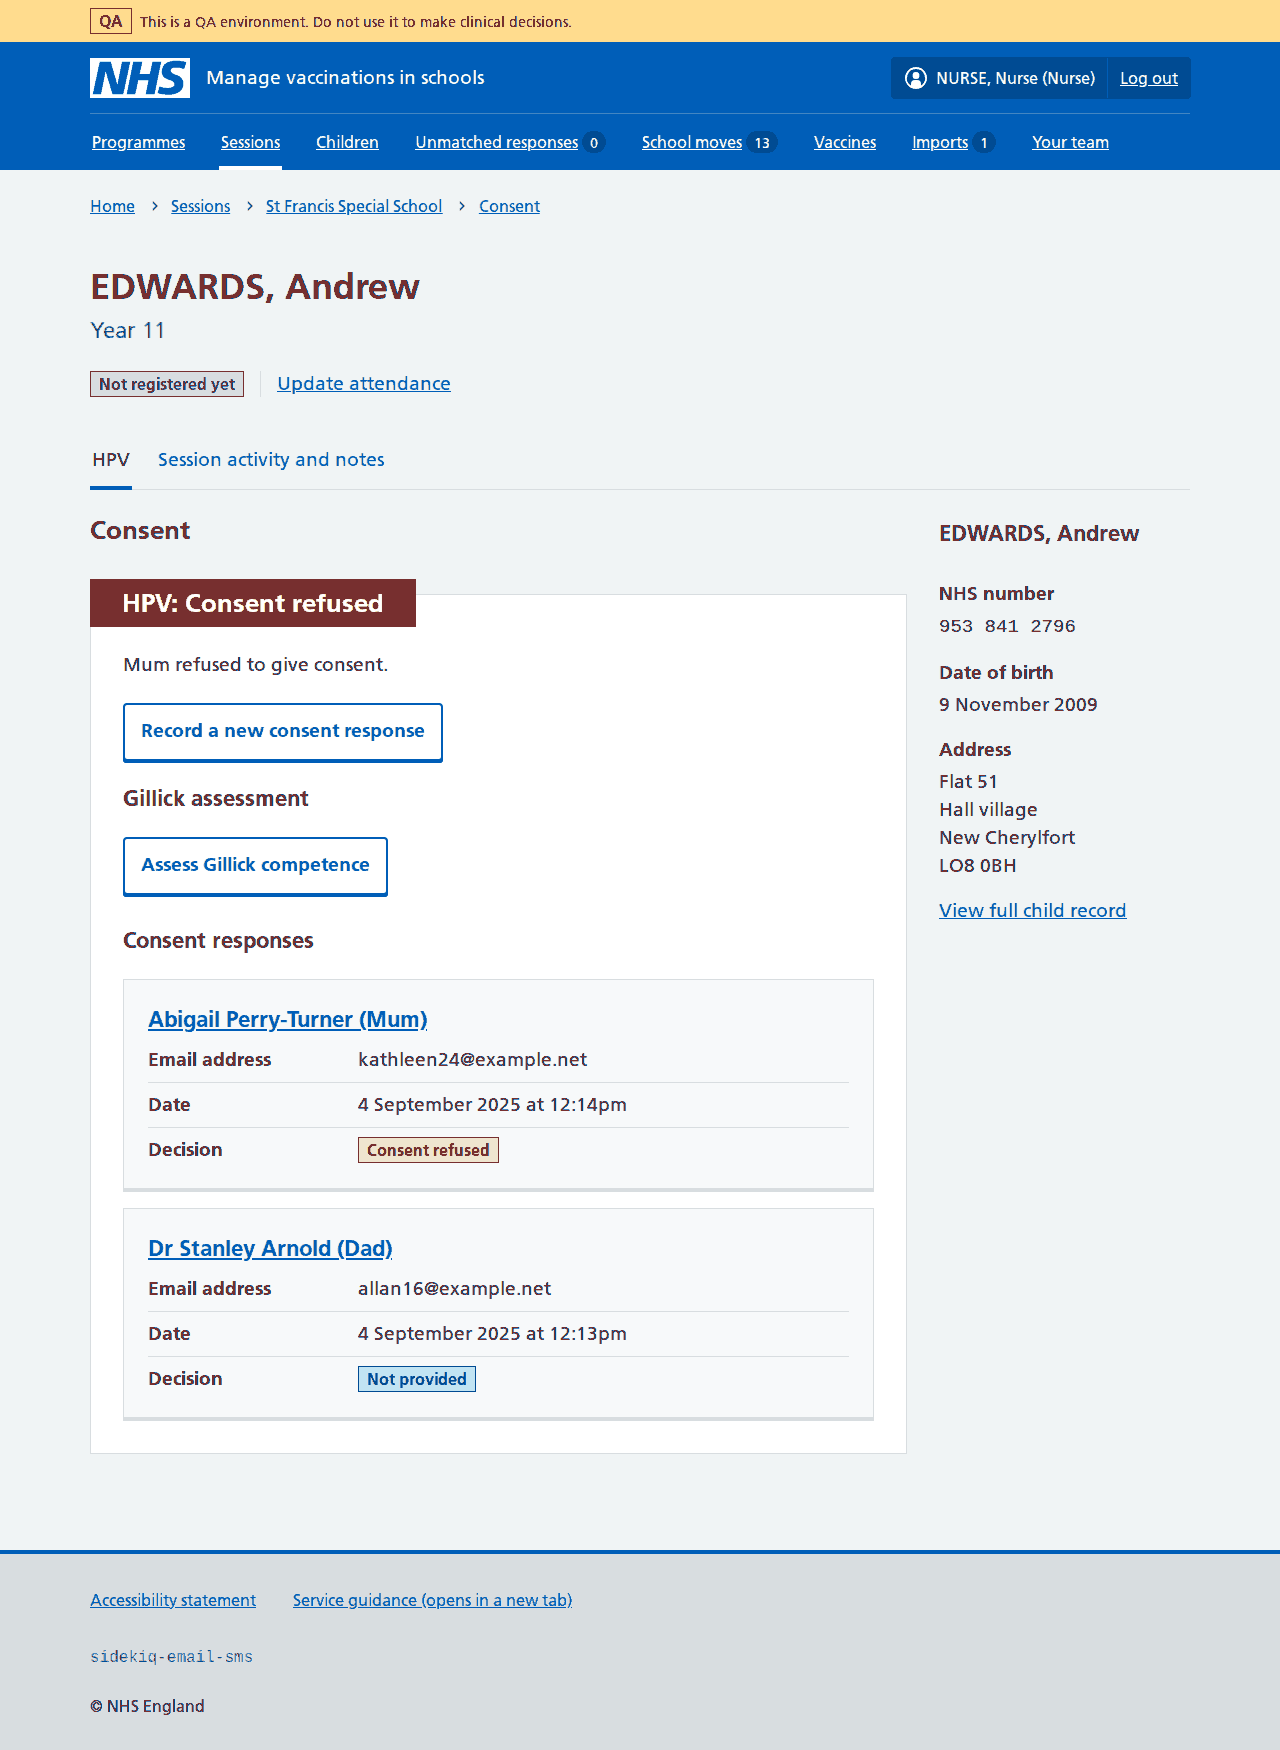 QA This is a QA environment. Do not use it to make clinical decisions.
NHS Manage vaccinations in schools NURSE, Nurse (Nurse) Log out
Programmes Sessions Children Unmatched responses 0 School moves 13 Vaccines Imports 1 Your team
Home > Sessions > St Francis Special School > Consent
EDWARDS, Andrew
Year 11
Not registered yet Update attendance
HPV Session activity and notes
Consent
HPV: Consent refused
Mum refused to give consent.
Record a new consent response
Gillick assessment
Assess Gillick competence
Consent responses
Abigail Perry-Turner (Mum)
Email address kathleen24@example.net
Date 4 September 2025 at 12:14pm
Decision Consent refused
Dr Stanley Arnold (Dad)
Email address allan16@example.net
Date 4 September 2025 at 12:13pm
Decision Not provided
EDWARDS, Andrew
NHS number
953 841 2796
Date of birth
9 November 2009
Address
Flat 51
Hall village
New Cherylfort
LO8 0BH
View full child record
Accessibility statement Service guidance (opens in a new tab)
sidekiq-email-sms
© NHS England